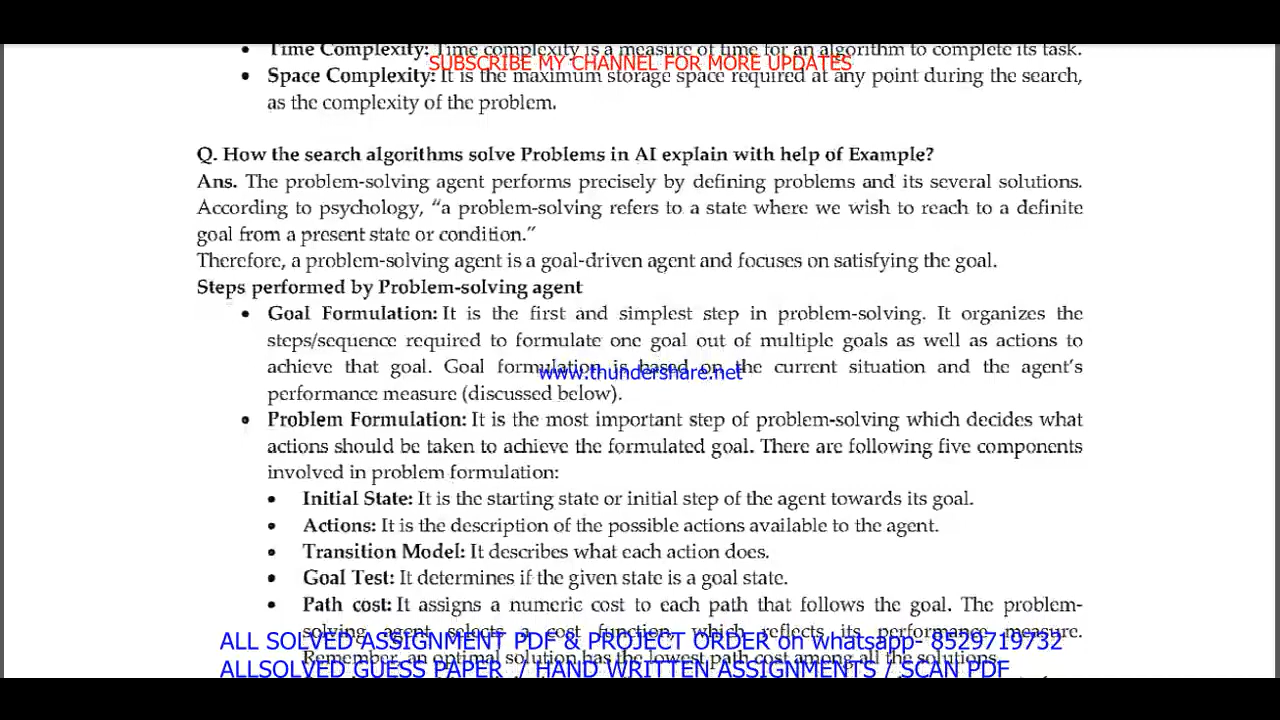 • Time Complexity: Time complexity is a measure of time for an algorithm to complete its task.
SUBSCRIBE MY CHANNEL FOR MORE UPDATES
• Space Complexity: It is the maximum storage space required at any point during the search,
as the complexity of the problem.
Q. How the search algorithms solve Problems in AI explain with help of Example?
Ans. The problem-solving agent performs precisely by defining problems and its several solutions.
According to psychology, “a problem-solving refers to a state where we wish to reach to a definite
goal from a present state or condition.”
Therefore, a problem-solving agent is a goal-driven agent and focuses on satisfying the goal.
Steps performed by Problem-solving agent
• Goal Formulation: It is the first and simplest step in problem-solving. It organizes the
steps/sequence required to formulate one goal out of multiple goals as well as actions to
achieve that goal. Goal formulation is based on the current situation and the agent’s
www.thundershare.net
performance measure (discussed below).
• Problem Formulation: It is the most important step of problem-solving which decides what
actions should be taken to achieve the formulated goal. There are following five components
involved in problem formulation:
• Initial State: It is the starting state or initial step of the agent towards its goal.
• Actions: It is the description of the possible actions available to the agent.
• Transition Model: It describes what each action does.
• Goal Test: It determines if the given state is a goal state.
• Path cost: It assigns a numeric cost to each path that follows the goal. The problem-
solving agent selects a cost function, which reflects its performance measure.
ALL SOLVED ASSIGNMENT PDF & PROJECT ORDER on whatsapp- 8529719732
Remember, an optimal solution has the lowest path cost among all the solutions.
ALLSOLVED GUESS PAPER / HAND WRITTEN ASSIGNMENTS / SCAN PDF